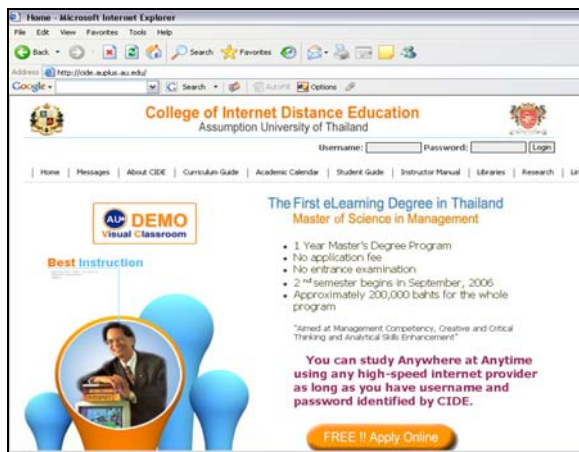 Home - Microsoft Internet Explorer
File Edit View Favorites Tools Help
Back Search Favorites
Address http://cide.auplus.au.edu/
Google Search AutoFill Options
College of Internet Distance Education
Assumption University of Thailand
Username: Password: Login
Home | Messages | About CIDE | Curriculum Guide | Academic Calendar | Student Guide | Instructor Manual | Libraries | Research |
AU DEMO
Visual Classroom
Best Instruction
The First eLearning Degree in Thailand
Master of Science in Management
• 1 Year Master's Degree Program
• No application fee
• No entrance examination
• 2 nd semester begins in September, 2006
• Approximately 200,000 bahts for the whole
program
"Aimed at Management Competency, Creative and Critical
Thinking and Analytical Skills Enhancement"
You can study Anywhere at Anytime
using any high-speed internet provider
as long as you have username and
password identified by CIDE.
FREE !! Apply Online